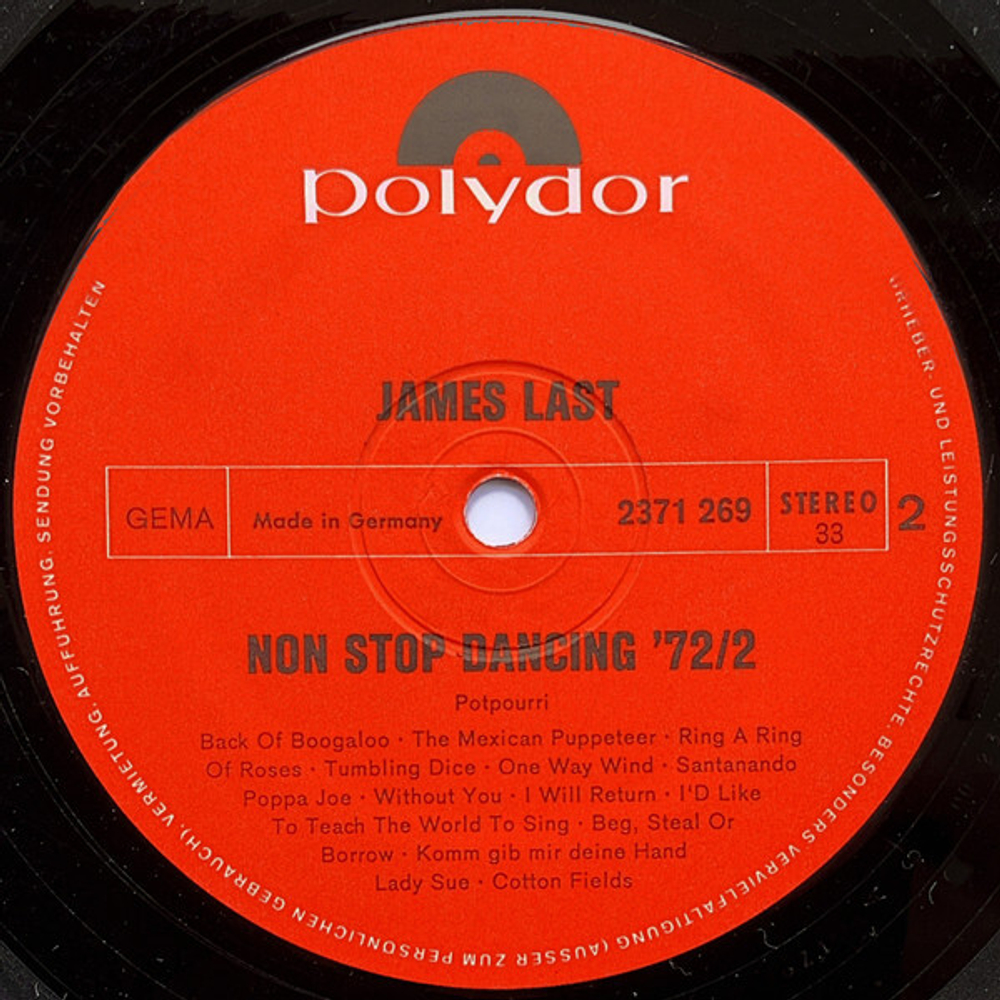 polydor
JAMES LAST
GEMA
Made in Germany
2371 269
STEREO
33
2
NON STOP DANCING '72/2
Potpourri
Back Of Boogaloo · The Mexican Puppeteer · Ring A Ring
Of Roses · Tumbling Dice · One Way Wind · Santanando
Poppa Joe · Without You · I Will Return · I'D Like
To Teach The World To Sing · Beg, Steal Or
Borrow · Komm gib mir deine Hand
Lady Sue · Cotton Fields
URHEBER- UND LEISTUNGSSCHUTZRECHTE, BESONDERS VERVIELFÄLTIGUNG (AUSSER ZUM PERSÖNLICHEN GEBRAUCH), VERMIETUNG, AUFFÜHRUNG, SENDUNG VORBEHALTEN